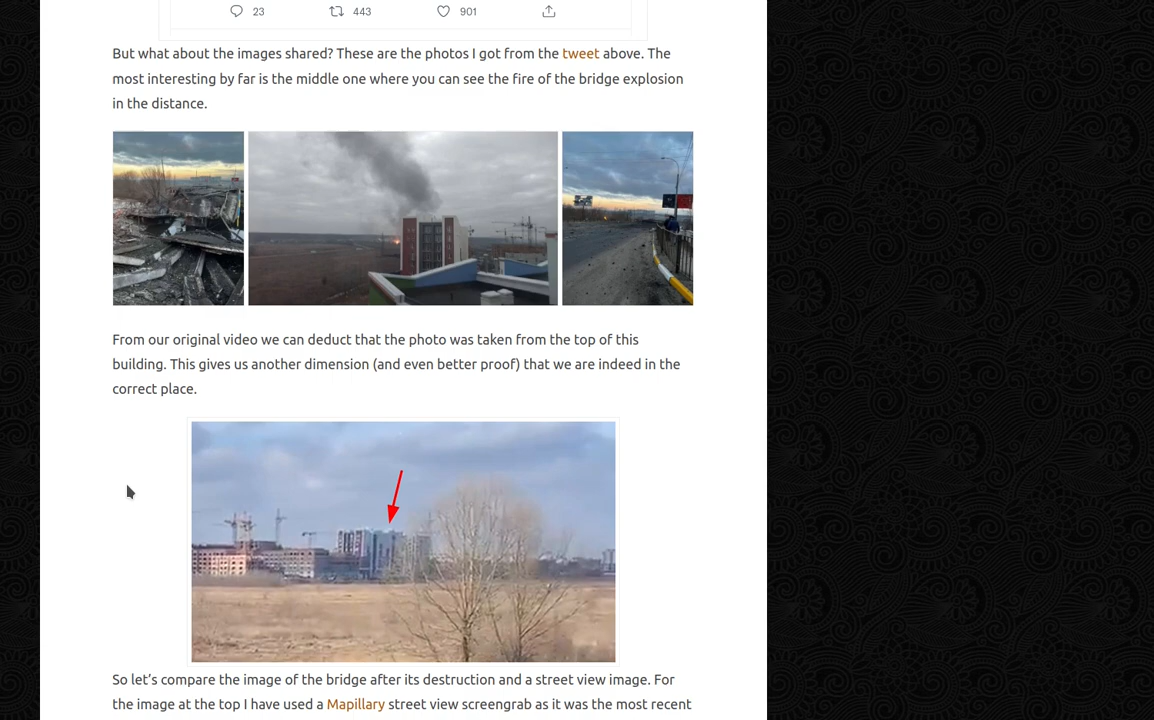 23 443 901
But what about the images shared? These are the photos I got from the tweet above. The
most interesting by far is the middle one where you can see the fire of the bridge explosion
in the distance.
From our original video we can deduct that the photo was taken from the top of this
building. This gives us another dimension (and even better proof) that we are indeed in the
correct place.
So let’s compare the image of the bridge after its destruction and a street view image. For
the image at the top I have used a Mapillary street view screengrab as it was the most recent